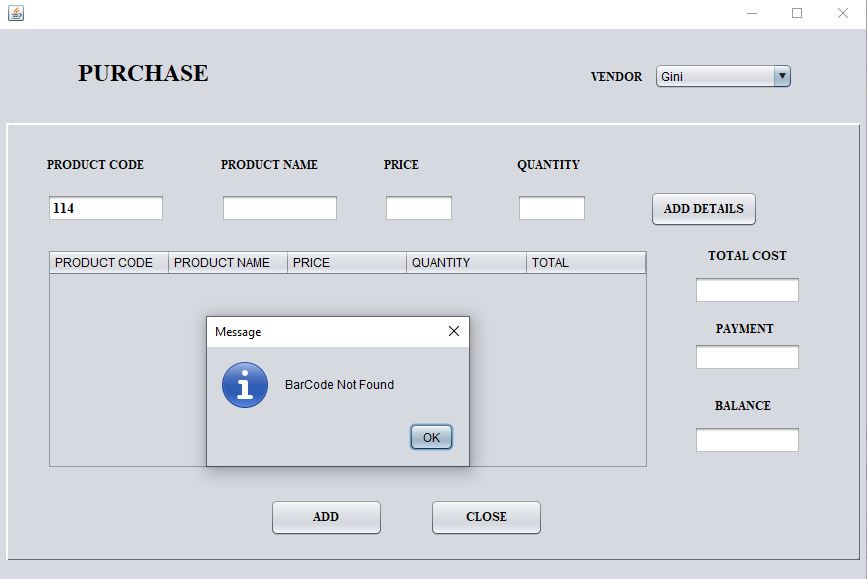 PURCHASE
VENDOR Gini
PRODUCT CODE PRODUCT NAME PRICE QUANTITY
114
ADD DETAILS
PRODUCT CODE PRODUCT NAME PRICE QUANTITY TOTAL
TOTAL COST
PAYMENT
BALANCE
Message
BarCode Not Found
OK
ADD CLOSE